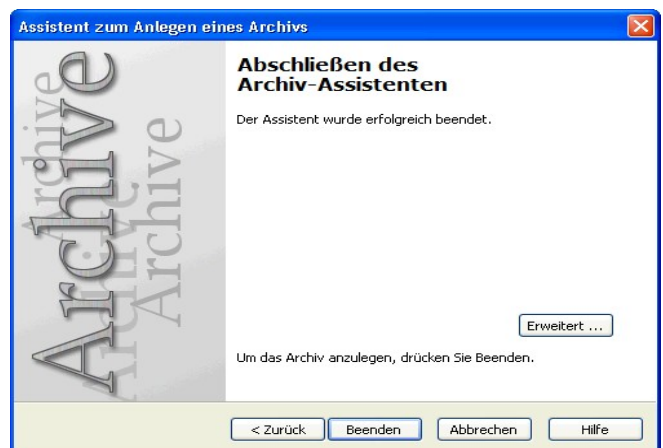 Assistent zum Anlegen eines Archivs
Archive
Archive
Archive
Archive
Abschließen des
Archiv-Assistenten
Der Assistent wurde erfolgreich beendet.
Erweitert ...
Um das Archiv anzulegen, drücken Sie Beenden.
< Zurück
Beenden
Abbrechen
Hilfe